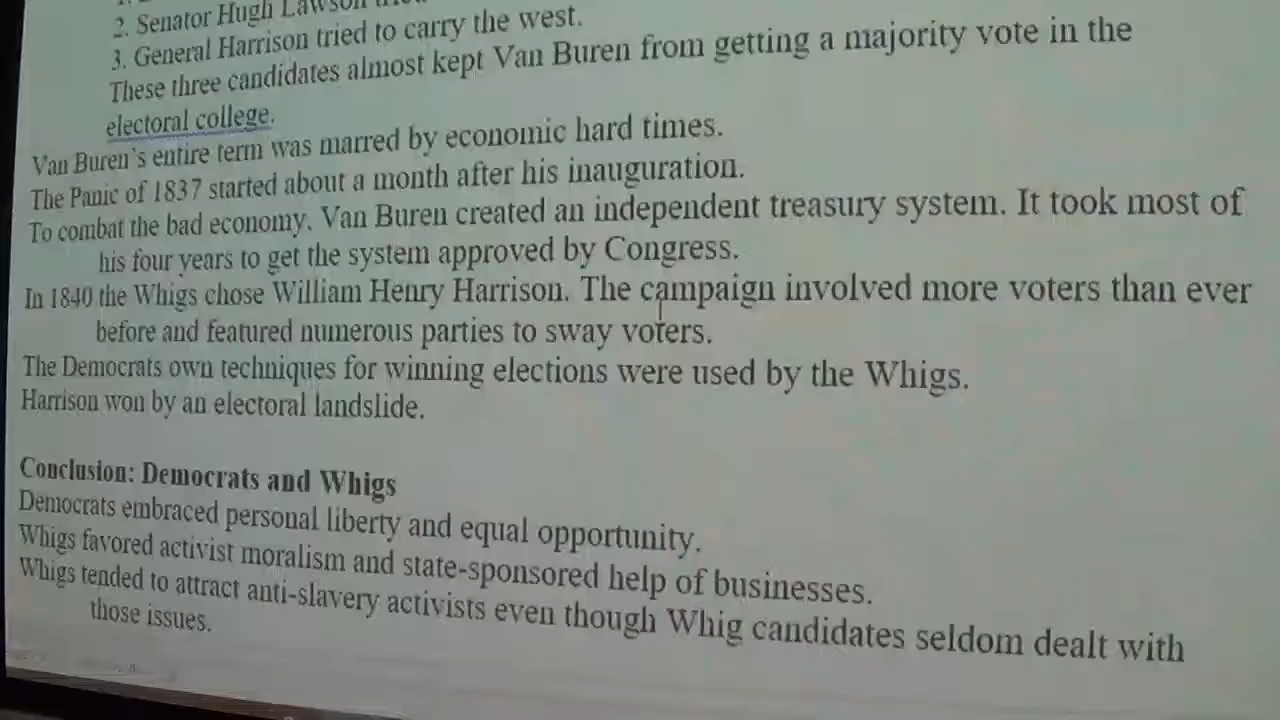 2. Senator Hugh Lawson
3. General Harrison tried to carry the west.
These three candidates almost kept Van Buren from getting a majority vote in the
electoral college.
Van Buren's entire term was marred by economic hard times.
The Panic of 1837 started about a month after his inauguration.
To combat the bad economy, Van Buren created an independent treasury system. It took most of
his four years to get the system approved by Congress.
In 1840 the Whigs chose William Henry Harrison. The campaign involved more voters than ever
before and featured numerous parties to sway voters.
The Democrats own techniques for winning elections were used by the Whigs.
Harrison won by an electoral landslide.
Conclusion: Democrats and Whigs
Democrats embraced personal liberty and equal opportunity.
Whigs favored activist moralism and state-sponsored help of businesses.
Whigs tended to attract anti-slavery activists even though Whig candidates seldom dealt with
those issues.